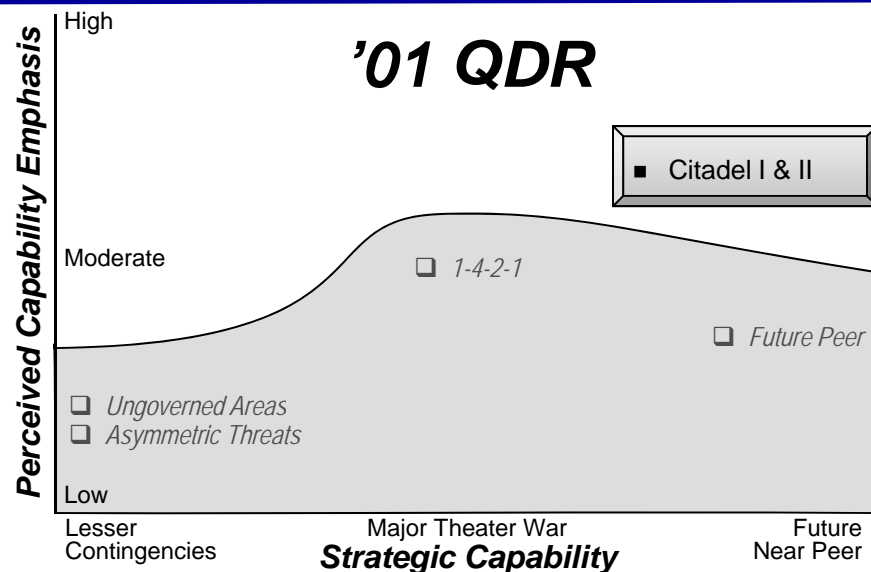 High
’01 QDR
Perceived Capability Emphasis
■ Citadel I & II
Moderate
❑ 1-4-2-1
❑ Future Peer
❑ Ungoverned Areas
❑ Asymmetric Threats
Low
Lesser
Contingencies
Major Theater War
Future
Near Peer
Strategic Capability